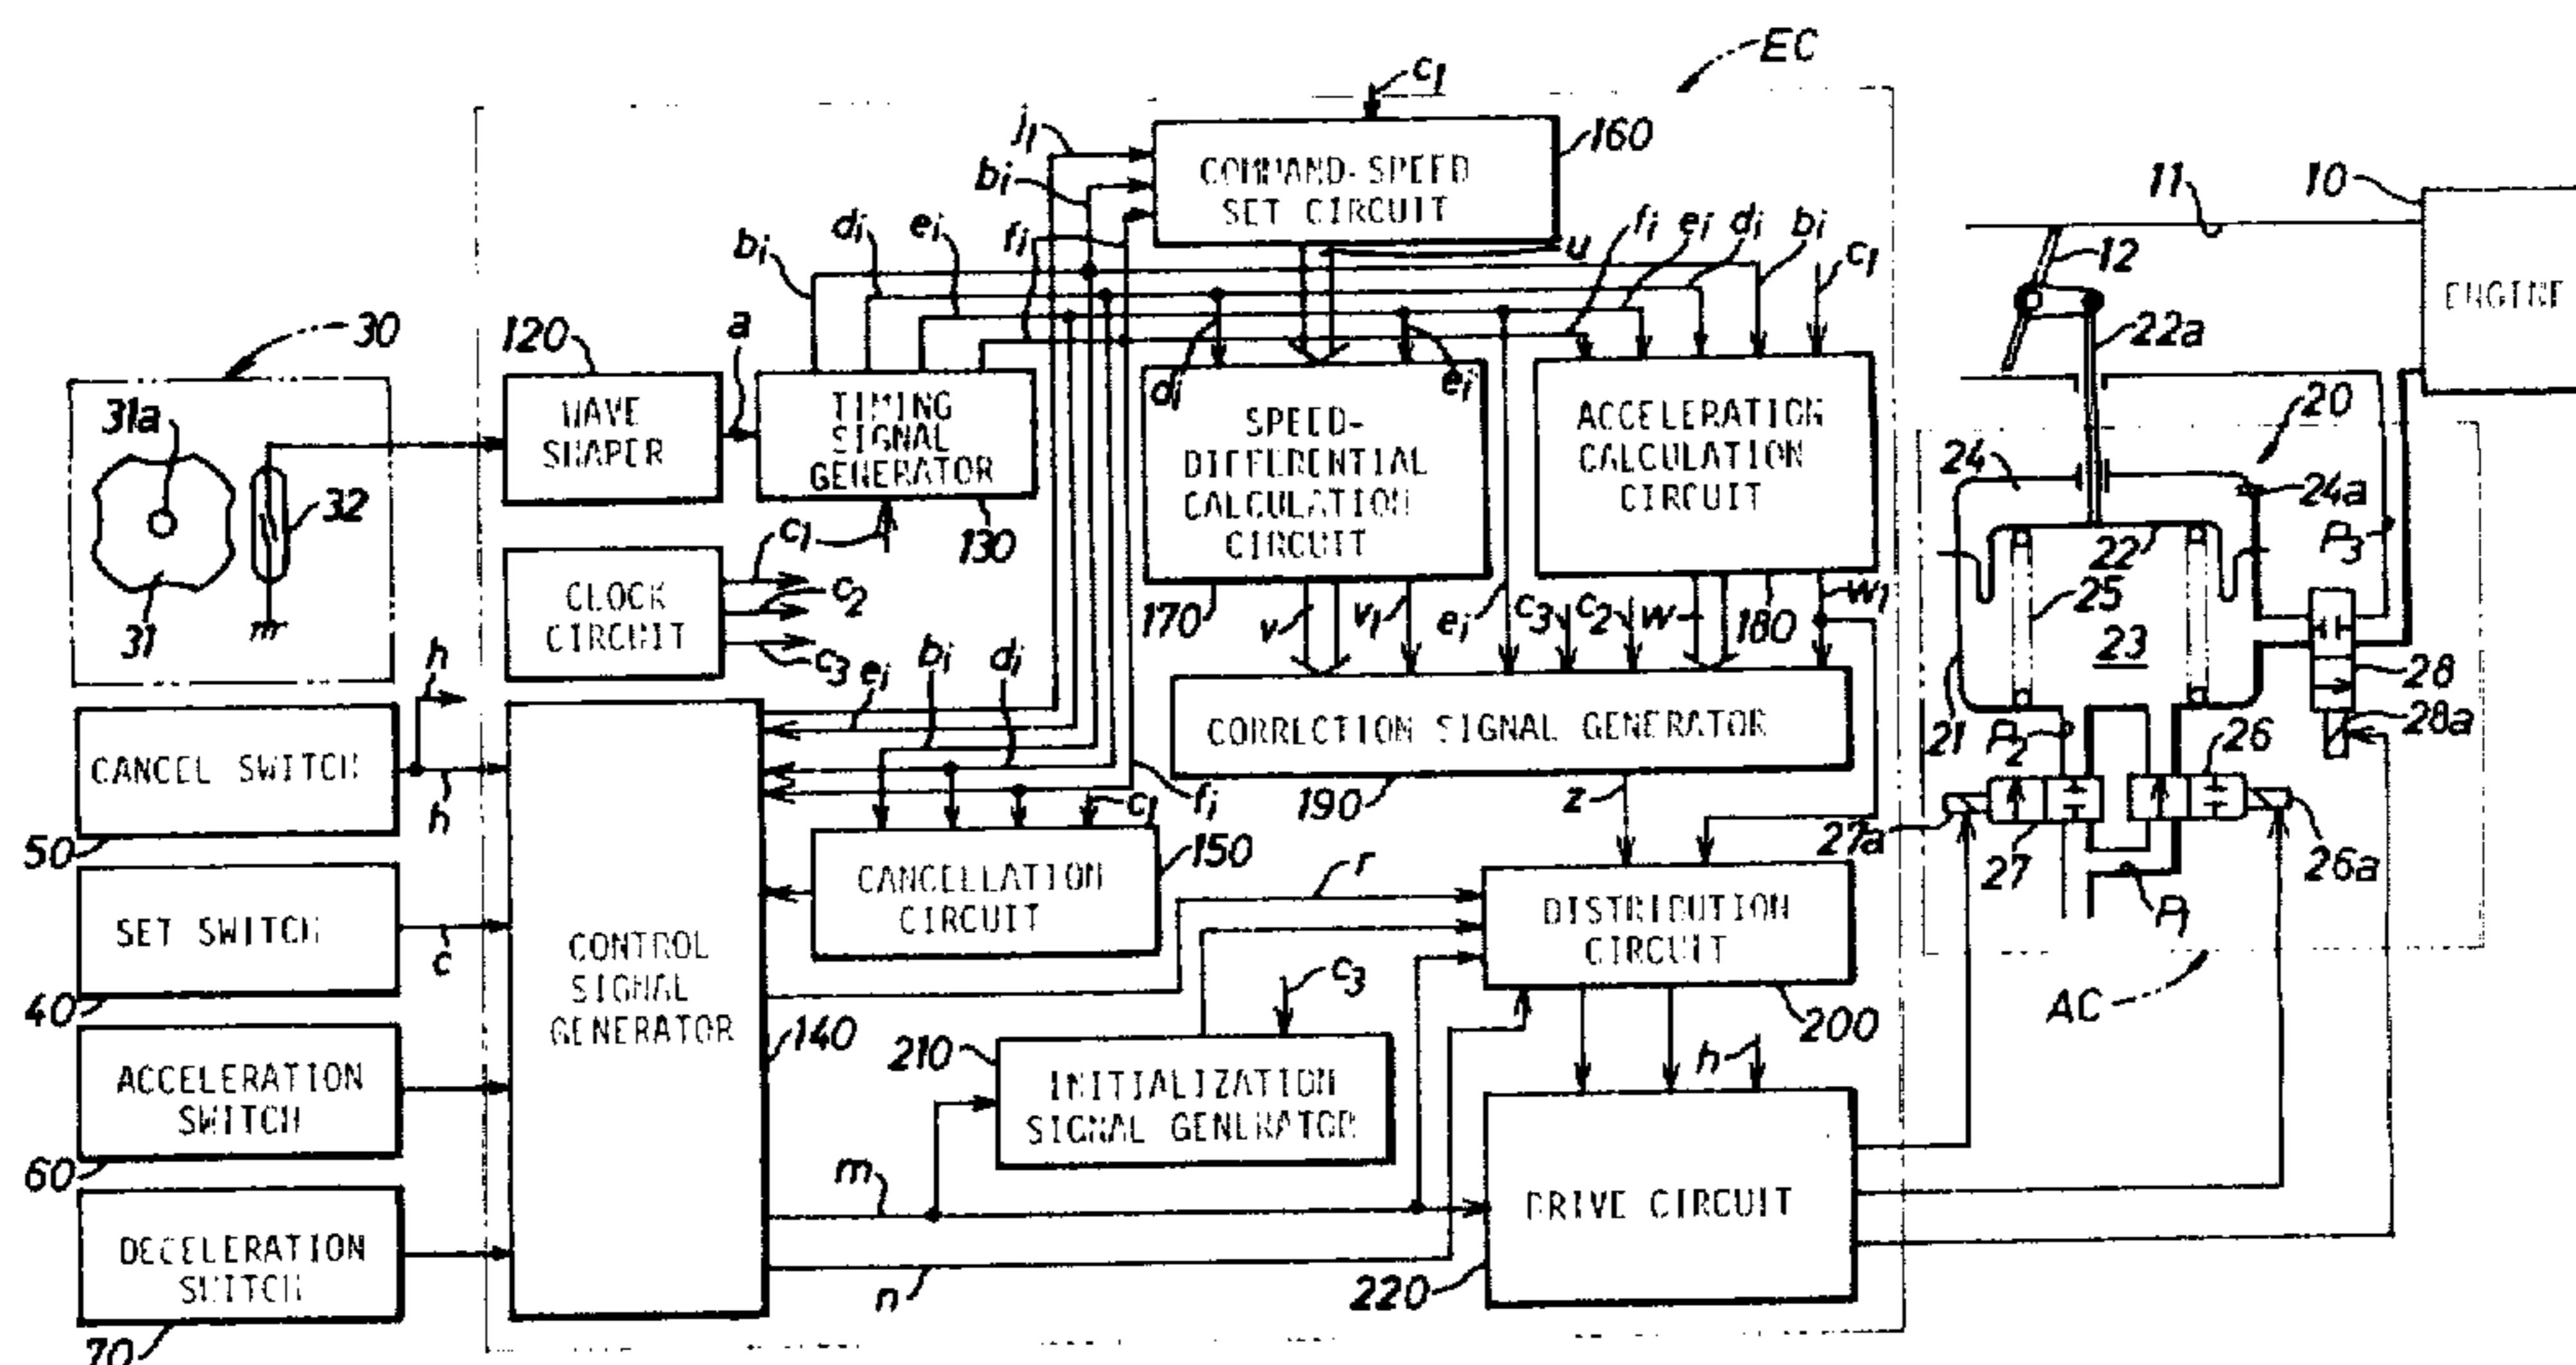 EC
c1
j1
160
COMMAND-SPEED
SET CIRCUIT
bi
11
10
bi
di
ei
fi
u
fi
ei
di
bi
c1
12
ENGINE
30
120
a
22a
31a
WAVE
SHAPER
TIMING
SIGNAL
GENERATOR
di
ei
SPEED-
DIFFERENTIAL
CALCULATION
CIRCUIT
ACCELERATION
CALCULATION
CIRCUIT
20
24
24a
32
c1
130
22
P3
31
CLOCK
CIRCUIT
c2
c3
25
170
v
v1
ei
c3
c2
w
180
w1
23
h
ei
bi
di
28
CANCEL SWITCH
CORRECTION SIGNAL GENERATOR
21
P2
26
28a
h
50
fi
c1
190
z
27a
27
26a
P1
SET SWITCH
c
CANCELLATION
CIRCUIT
150
r
DISTRIBUTION
CIRCUIT
CONTROL
SIGNAL
GENERATOR
40
c3
AC
140
210
200
ACCELERATION
SWITCH
INITIALIZATION
SIGNAL GENERATOR
h
60
m
DRIVE CIRCUIT
DECELERATION
SWITCH
n
220
70